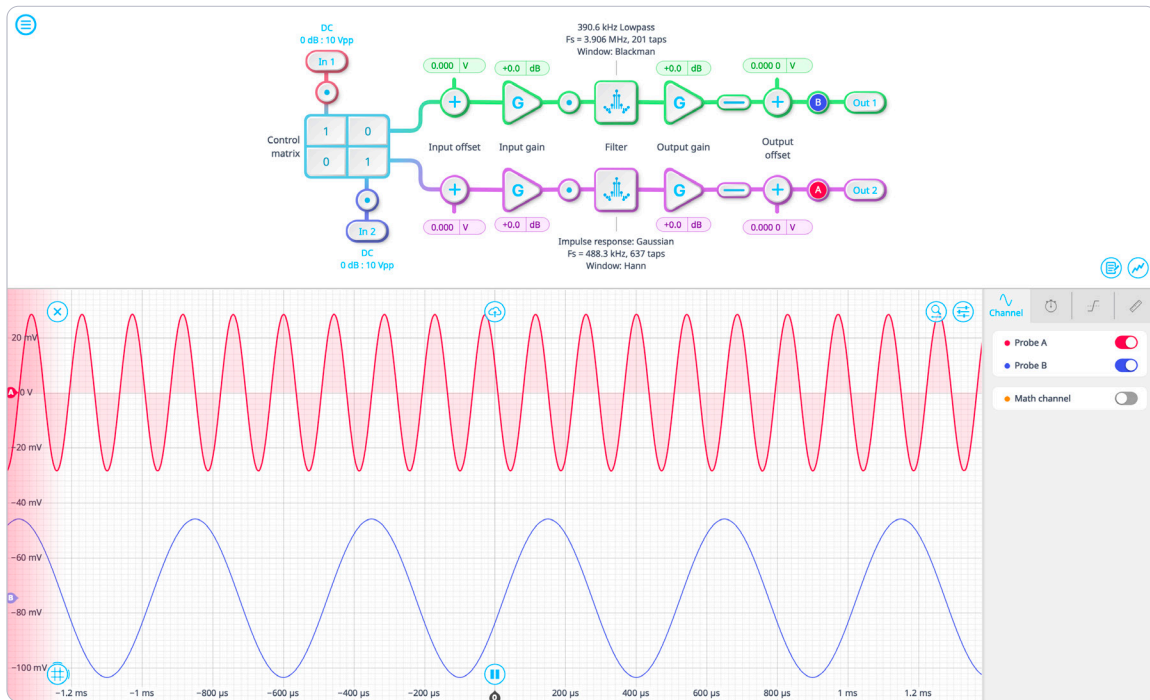 DC
0 dB : 10 Vpp
In 1
390.6 kHz Lowpass
Fs = 3.906 MHz, 201 taps
Window: Blackman
0.000 V
+0.0 dB
+0.0 dB
0.000 0 V
G
G
B
Out 1
Control
matrix
1 0
0 1
Input offset
Input gain
Filter
Output gain
Output
offset
G
G
A
Out 2
In 2
DC
0 dB : 10 Vpp
0.000 V
+0.0 dB
+0.0 dB
0.000 0 V
Impulse response: Gaussian
Fs = 488.3 kHz, 637 taps
Window: Hann
20 mV
A
0 V
−20 mV
−40 mV
−60 mV
B
−80 mV
−100 mV
−1.2 ms
−1 ms
−800 µs
−600 µs
−400 µs
−200 µs
0
200 µs
400 µs
600 µs
800 µs
1 ms
1.2 ms
Channel
Probe A
Probe B
Math channel